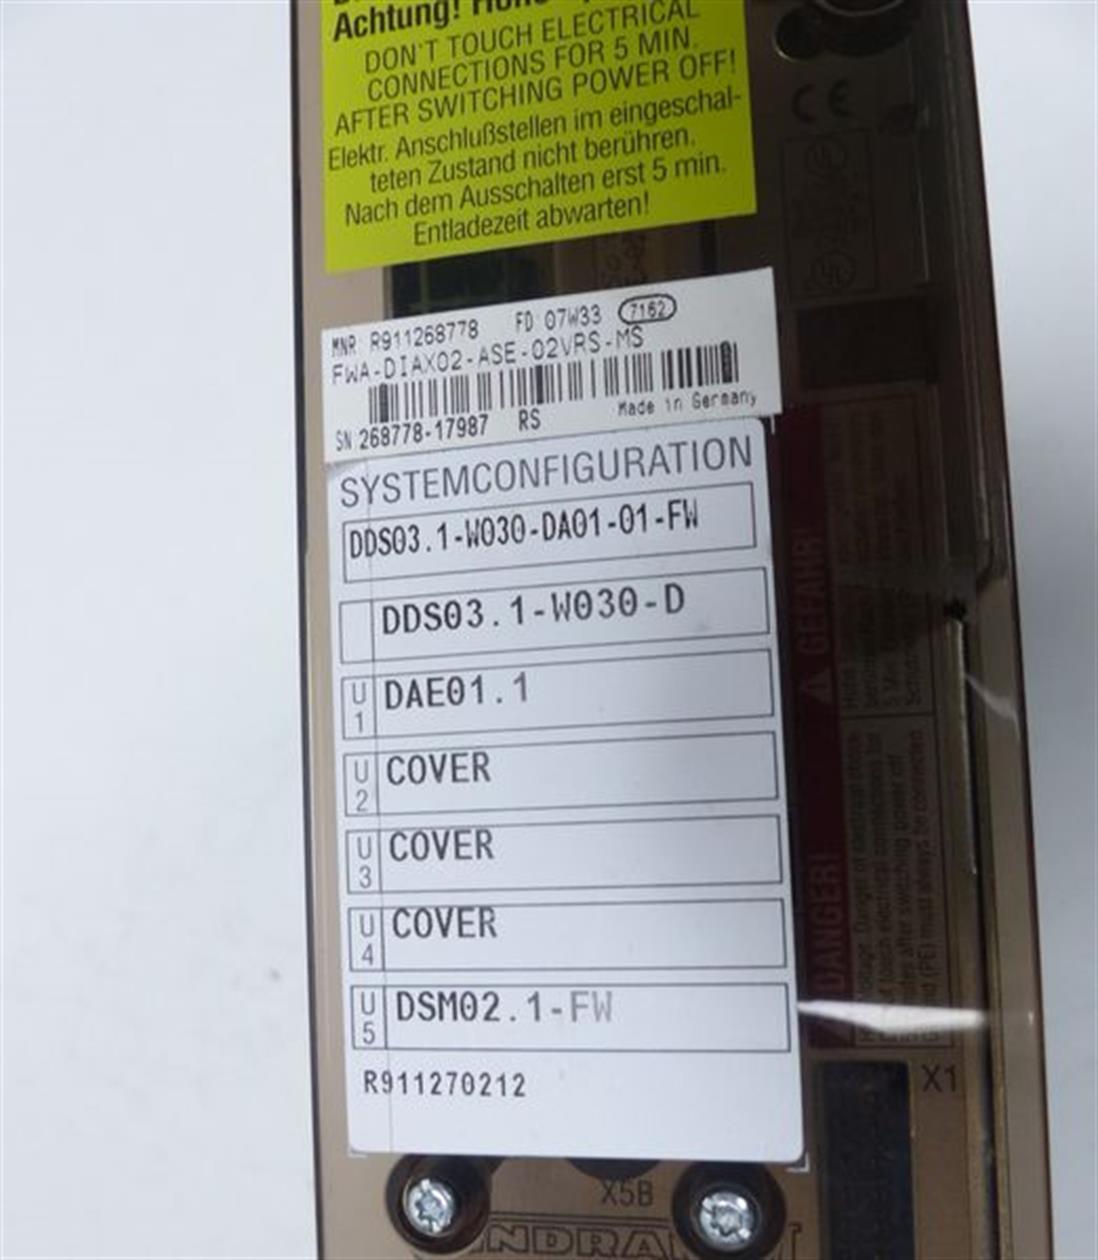 Achtung!
DON'T TOUCH ELECTRICAL
CONNECTIONS FOR 5 MIN.
AFTER SWITCHING POWER OFF!
Elektr. Anschlußstellen im eingeschal-
teten Zustand nicht berühren.
Nach dem Ausschalten erst 5 min.
Entladezeit abwarten!
CE
MNR R911268778 FD 07W33 7162
FWA-DIAX02-ASE-02VRS-MS
SN 268778-17987 RS Made in Germany
SYSTEMCONFIGURATION
DDS03.1-W030-DA01-01-FW
DDS03.1-W030-D
U1 DAE01.1
U2 COVER
U3 COVER
U4 COVER
U5 DSM02.1-FW
R911270212
GEFAHR!
DANGER!
X1
X5B